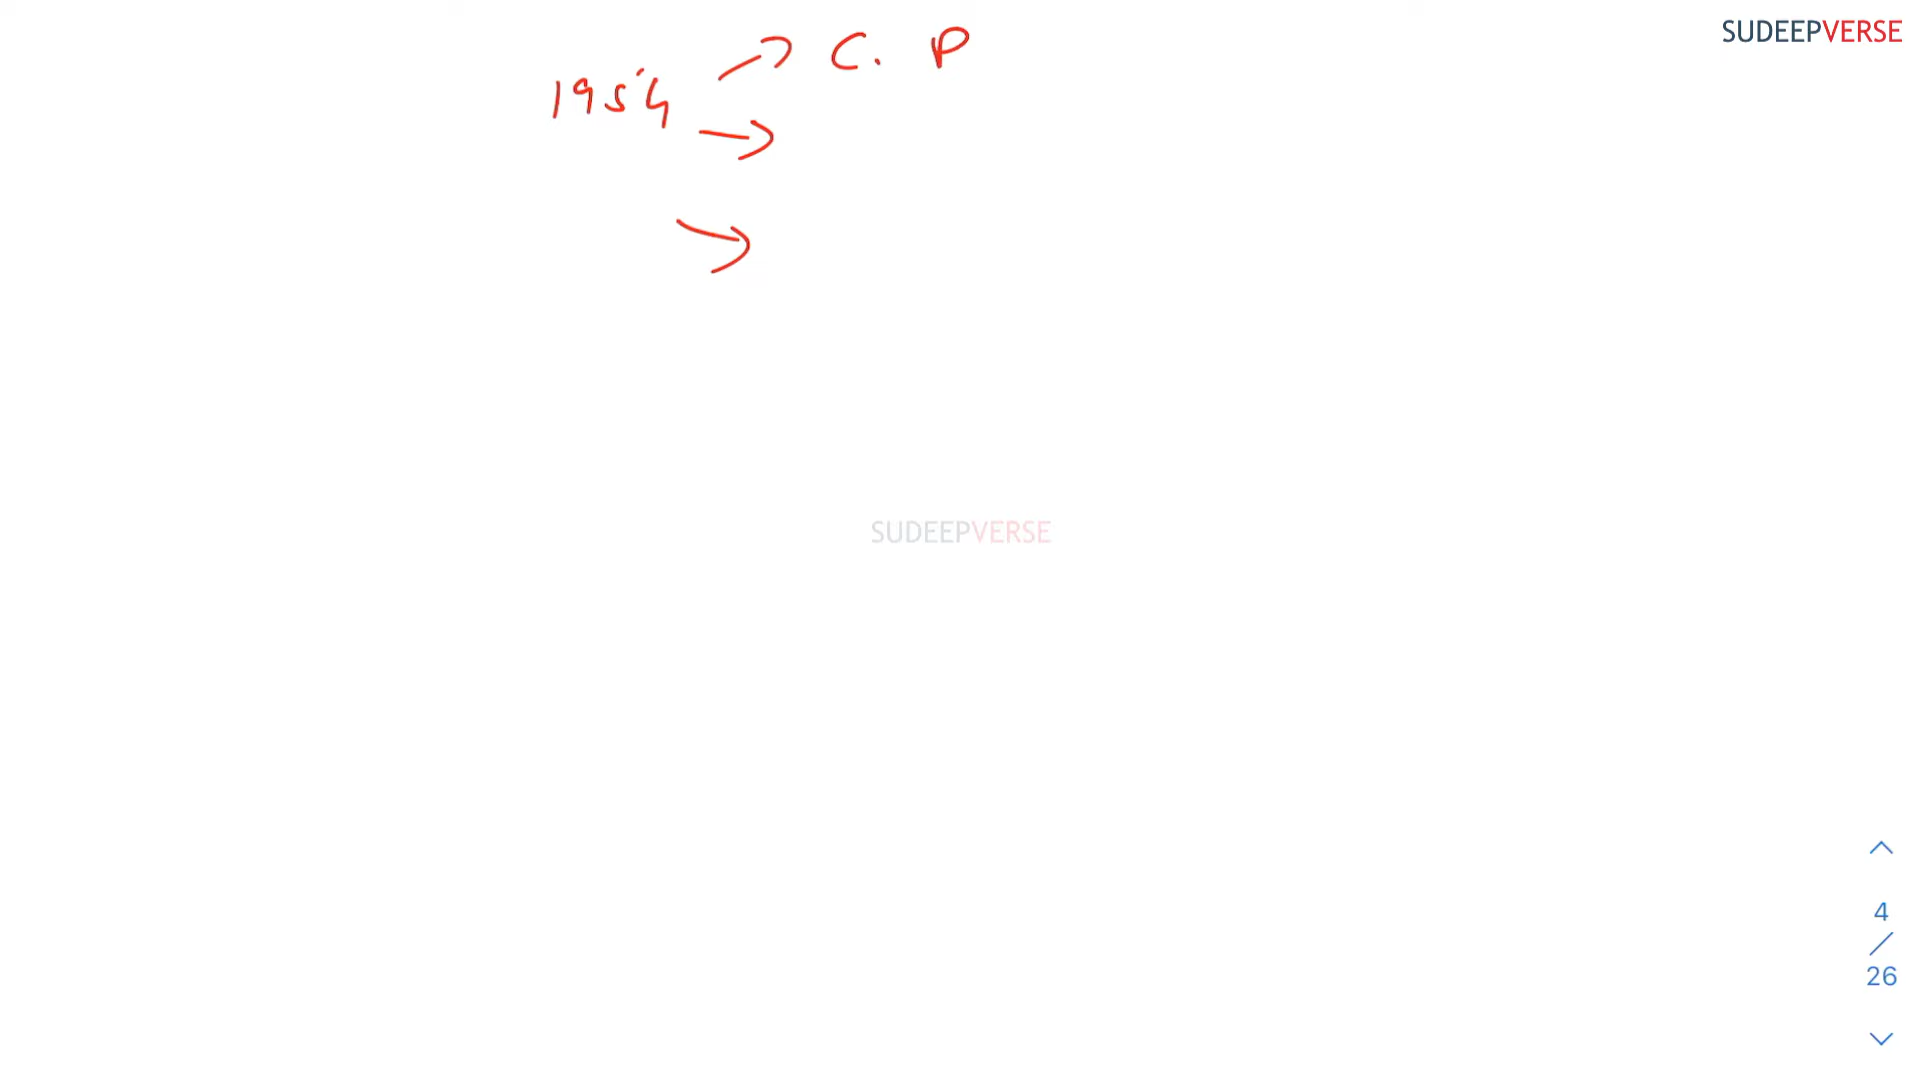 SUDEEPVERSE
→ C. P
1954
→
→
SUDEEPVERSE
4
/
26